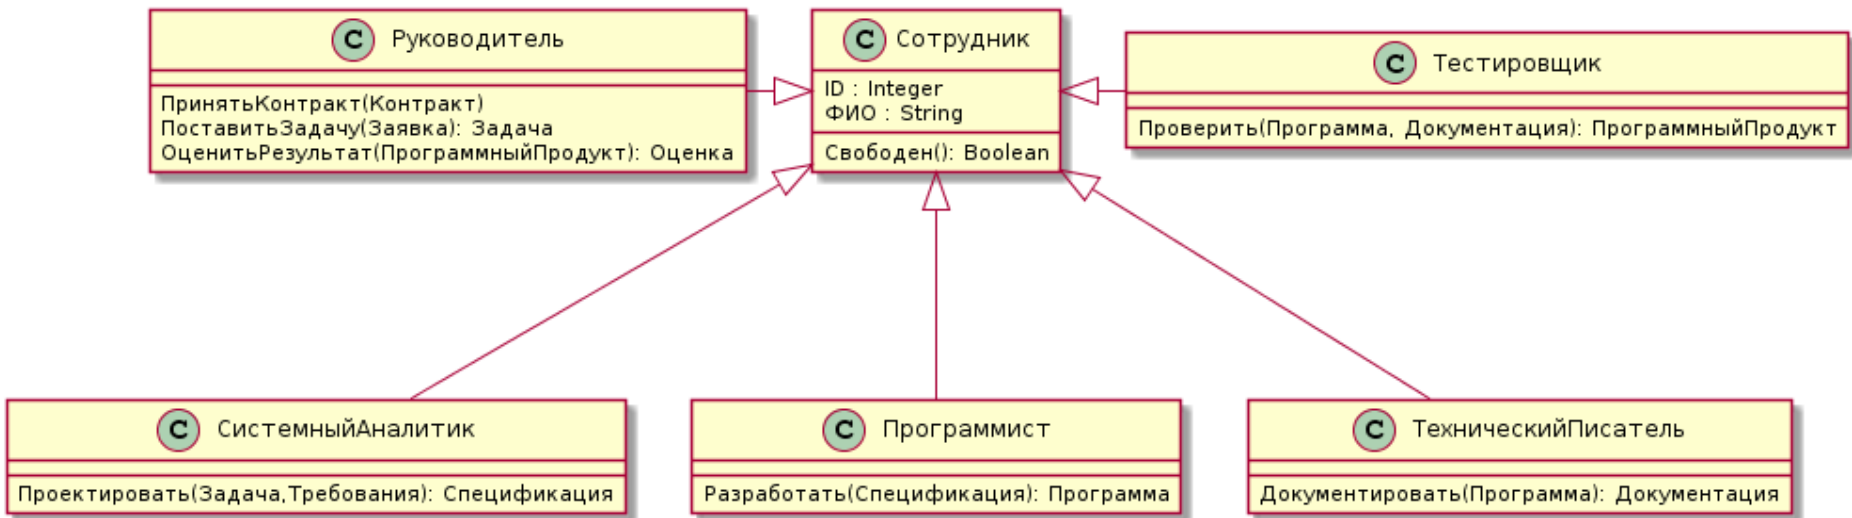 C Руководитель
ПринятьКонтракт(Контракт)
ПоставитьЗадачу(Заявка): Задача
ОценитьРезультат(ПрограммныйПродукт): Оценка
C Сотрудник
ID : Integer
ФИО : String
Свободен(): Boolean
C Тестировщик
Проверить(Программа, Документация): ПрограммныйПродукт
C СистемныйАналитик
Проектировать(Задача,Требования): Спецификация
C Программист
Разработать(Спецификация): Программа
C ТехническийПисатель
Документировать(Программа): Документация